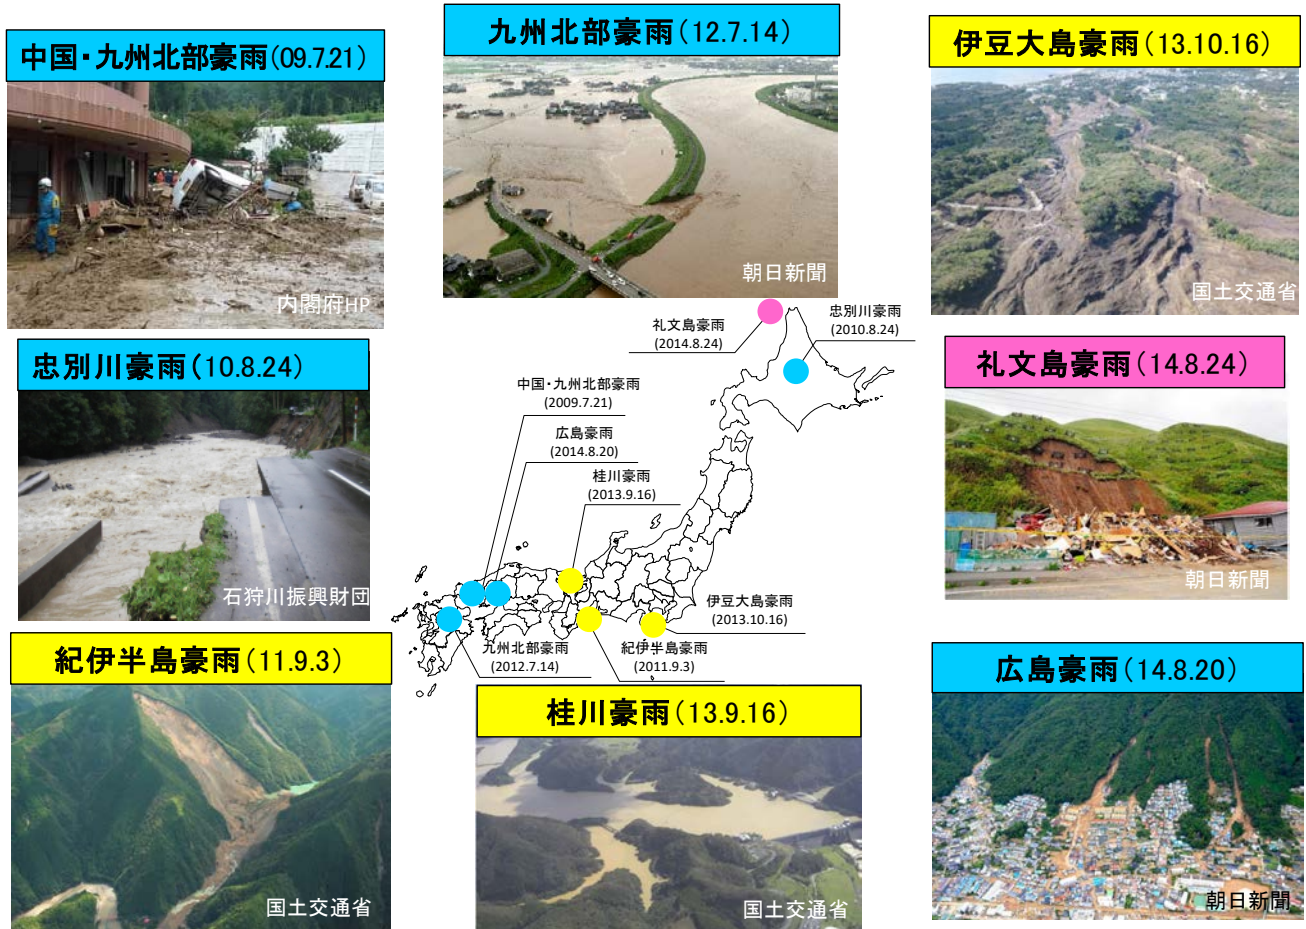 九州北部豪雨(12.7.14)
中国・九州北部豪雨(09.7.21)
伊豆大島豪雨(13.10.16)
内閣府HP
朝日新聞
国土交通省
忠別川豪雨(10.8.24)
石狩川振興財団
礼文島豪雨
(2014.8.24)
忠別川豪雨
(2010.8.24)
中国・九州北部豪雨
(2009.7.21)
広島豪雨
(2014.8.20)
桂川豪雨
(2013.9.16)
伊豆大島豪雨
(2013.10.16)
九州北部豪雨
(2012.7.14)
紀伊半島豪雨
(2011.9.3)
礼文島豪雨(14.8.24)
朝日新聞
紀伊半島豪雨(11.9.3)
国土交通省
桂川豪雨(13.9.16)
国土交通省
広島豪雨(14.8.20)
朝日新聞